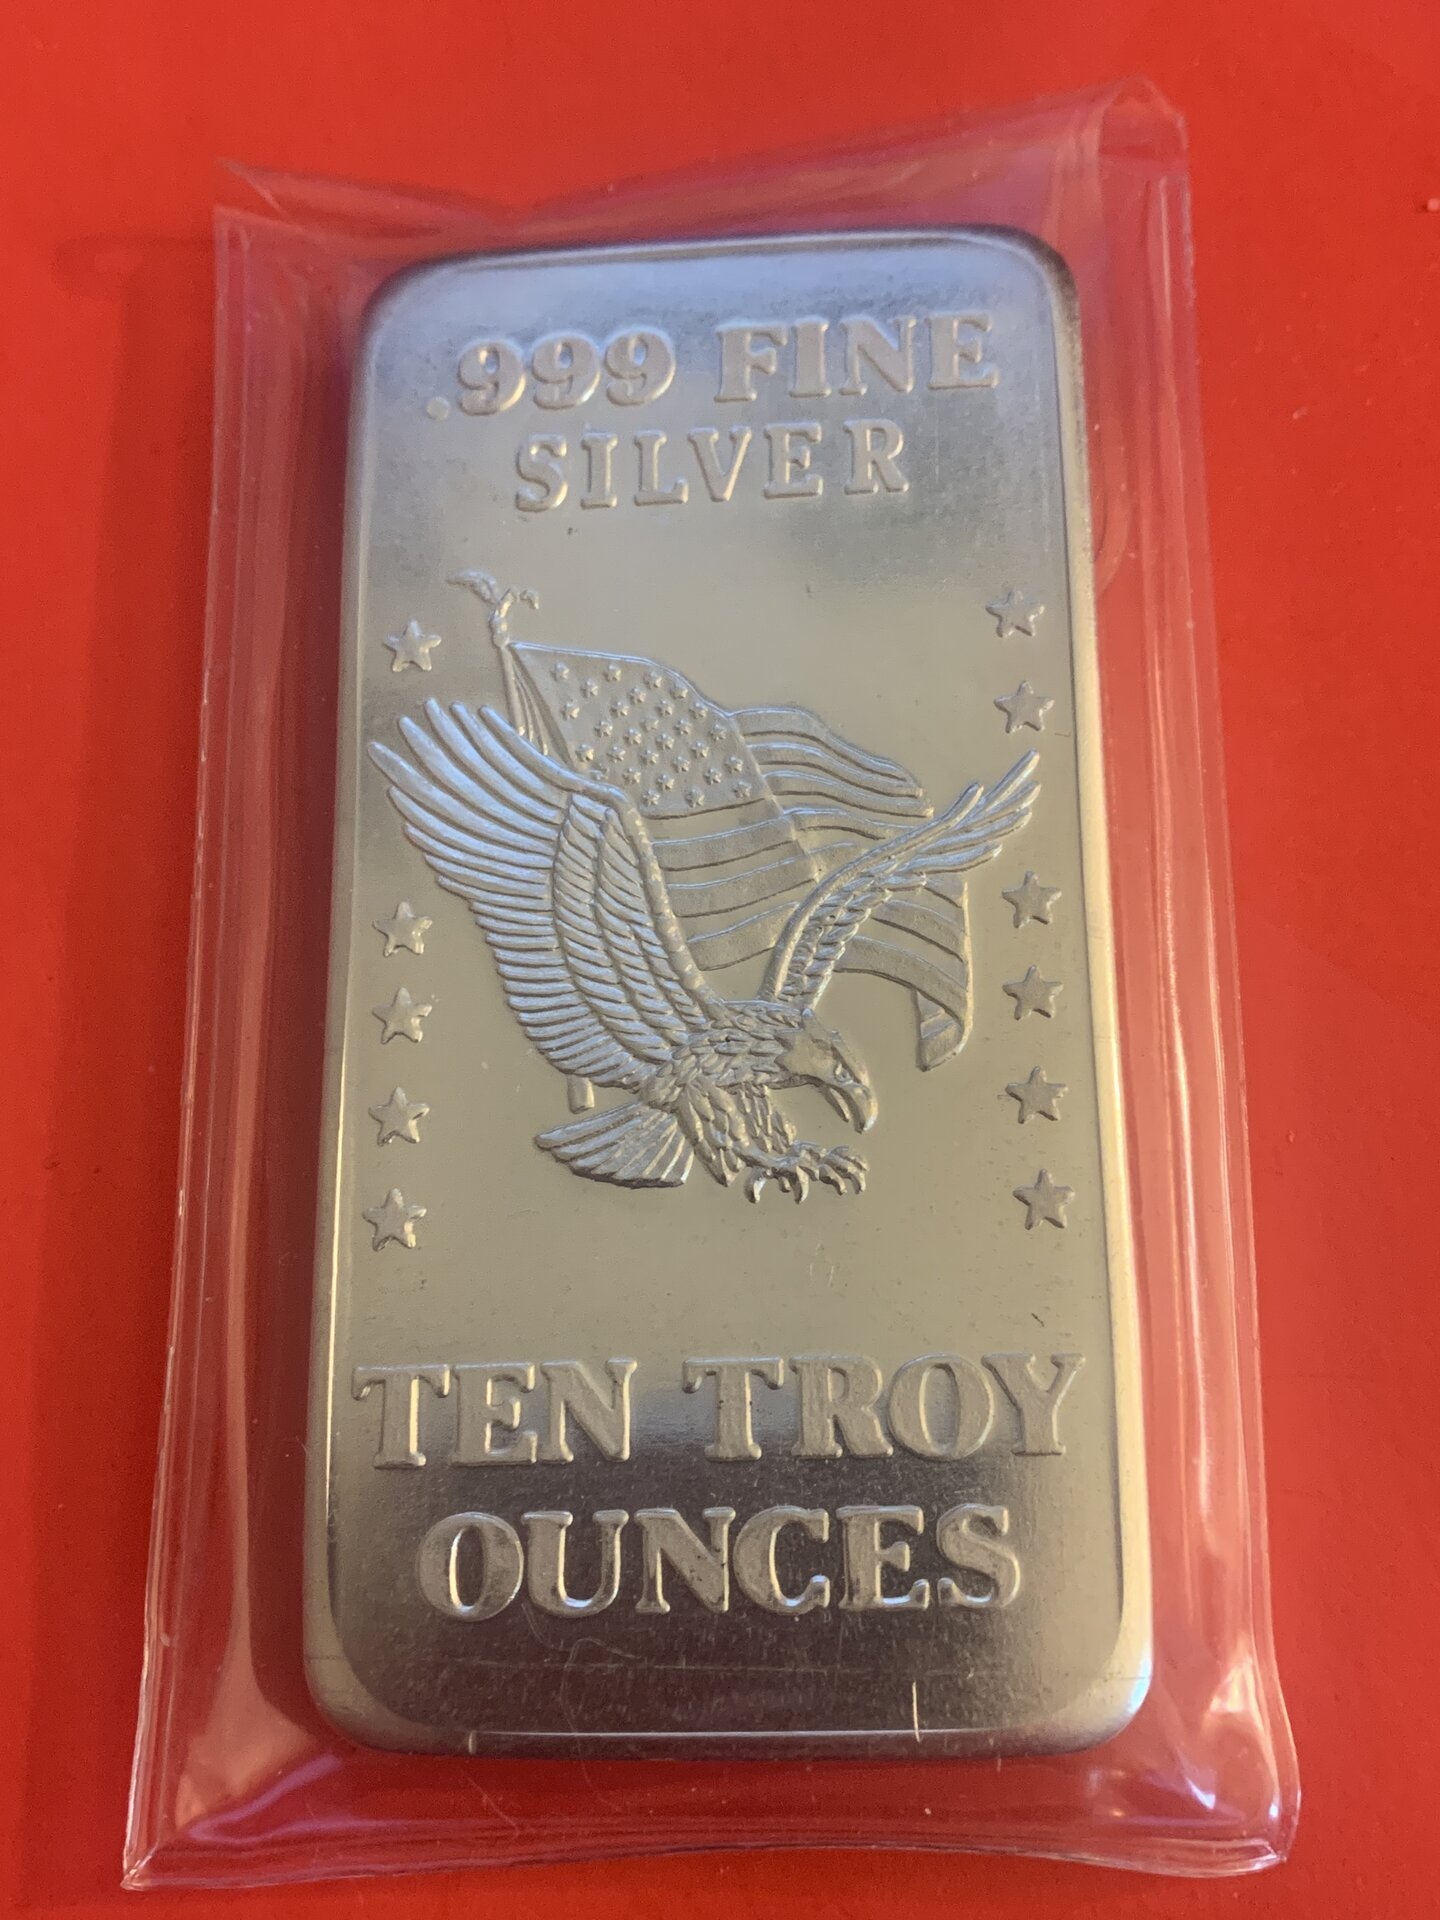 .999 FINE
SILVER
TEN TROY
OUNCES